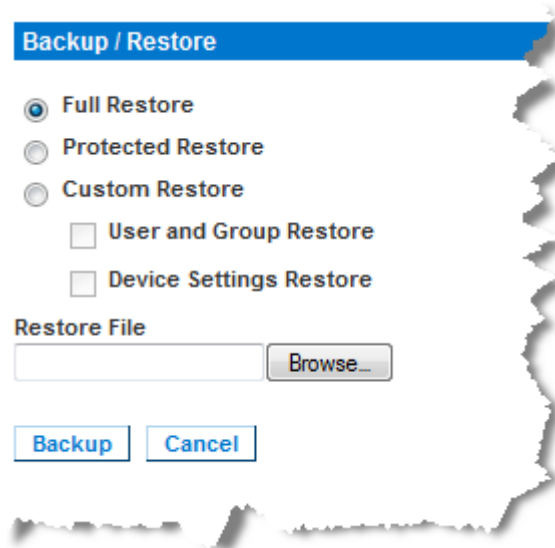 Backup / Restore
Full Restore
Protected Restore
Custom Restore
User and Group Restore
Device Settings Restore
Restore File
Browse...
Backup Cancel